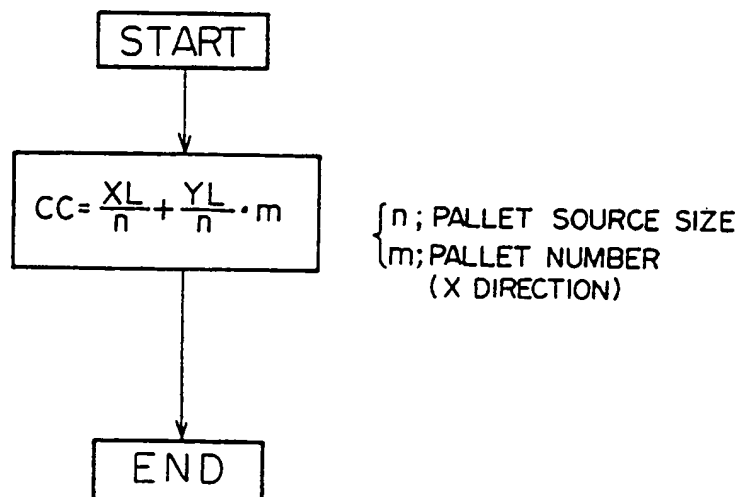 START
CC = XL/n + YL/n · m
{ n ; PALLET SOURCE SIZE
m; PALLET NUMBER
(X DIRECTION)
END